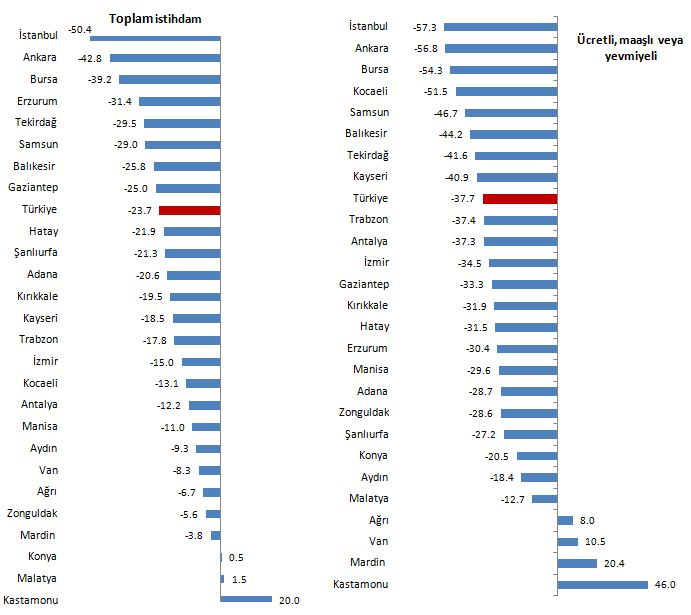 Toplam istihdam
İstanbul -50.4
Ankara -42.8
Bursa -39.2
Erzurum -31.4
Tekirdağ -29.5
Samsun -29.0
Balıkesir -25.8
Gaziantep -25.0
Türkiye -23.7
Hatay -21.9
Şanlıurfa -21.3
Adana -20.6
Kırıkkale -19.5
Kayseri -18.5
Trabzon -17.8
İzmir -15.0
Kocaeli -13.1
Antalya -12.2
Manisa -11.0
Aydın -9.3
Van -8.3
Ağrı -6.7
Zonguldak -5.6
Mardin -3.8
Konya 0.5
Malatya 1.5
Kastamonu 20.0
Ücretli, maaşlı veya
yevmiyeli
İstanbul -57.3
Ankara -56.8
Bursa -54.3
Kocaeli -51.5
Samsun -46.7
Balıkesir -44.2
Tekirdağ -41.6
Kayseri -40.9
Türkiye -37.7
Trabzon -37.4
Antalya -37.3
İzmir -34.5
Gaziantep -33.3
Kırıkkale -31.9
Hatay -31.5
Erzurum -30.4
Manisa -29.6
Adana -28.7
Zonguldak -28.6
Şanlıurfa -27.2
Konya -20.5
Aydın -18.4
Malatya -12.7
Ağrı 8.0
Van 10.5
Mardin 20.4
Kastamonu 46.0